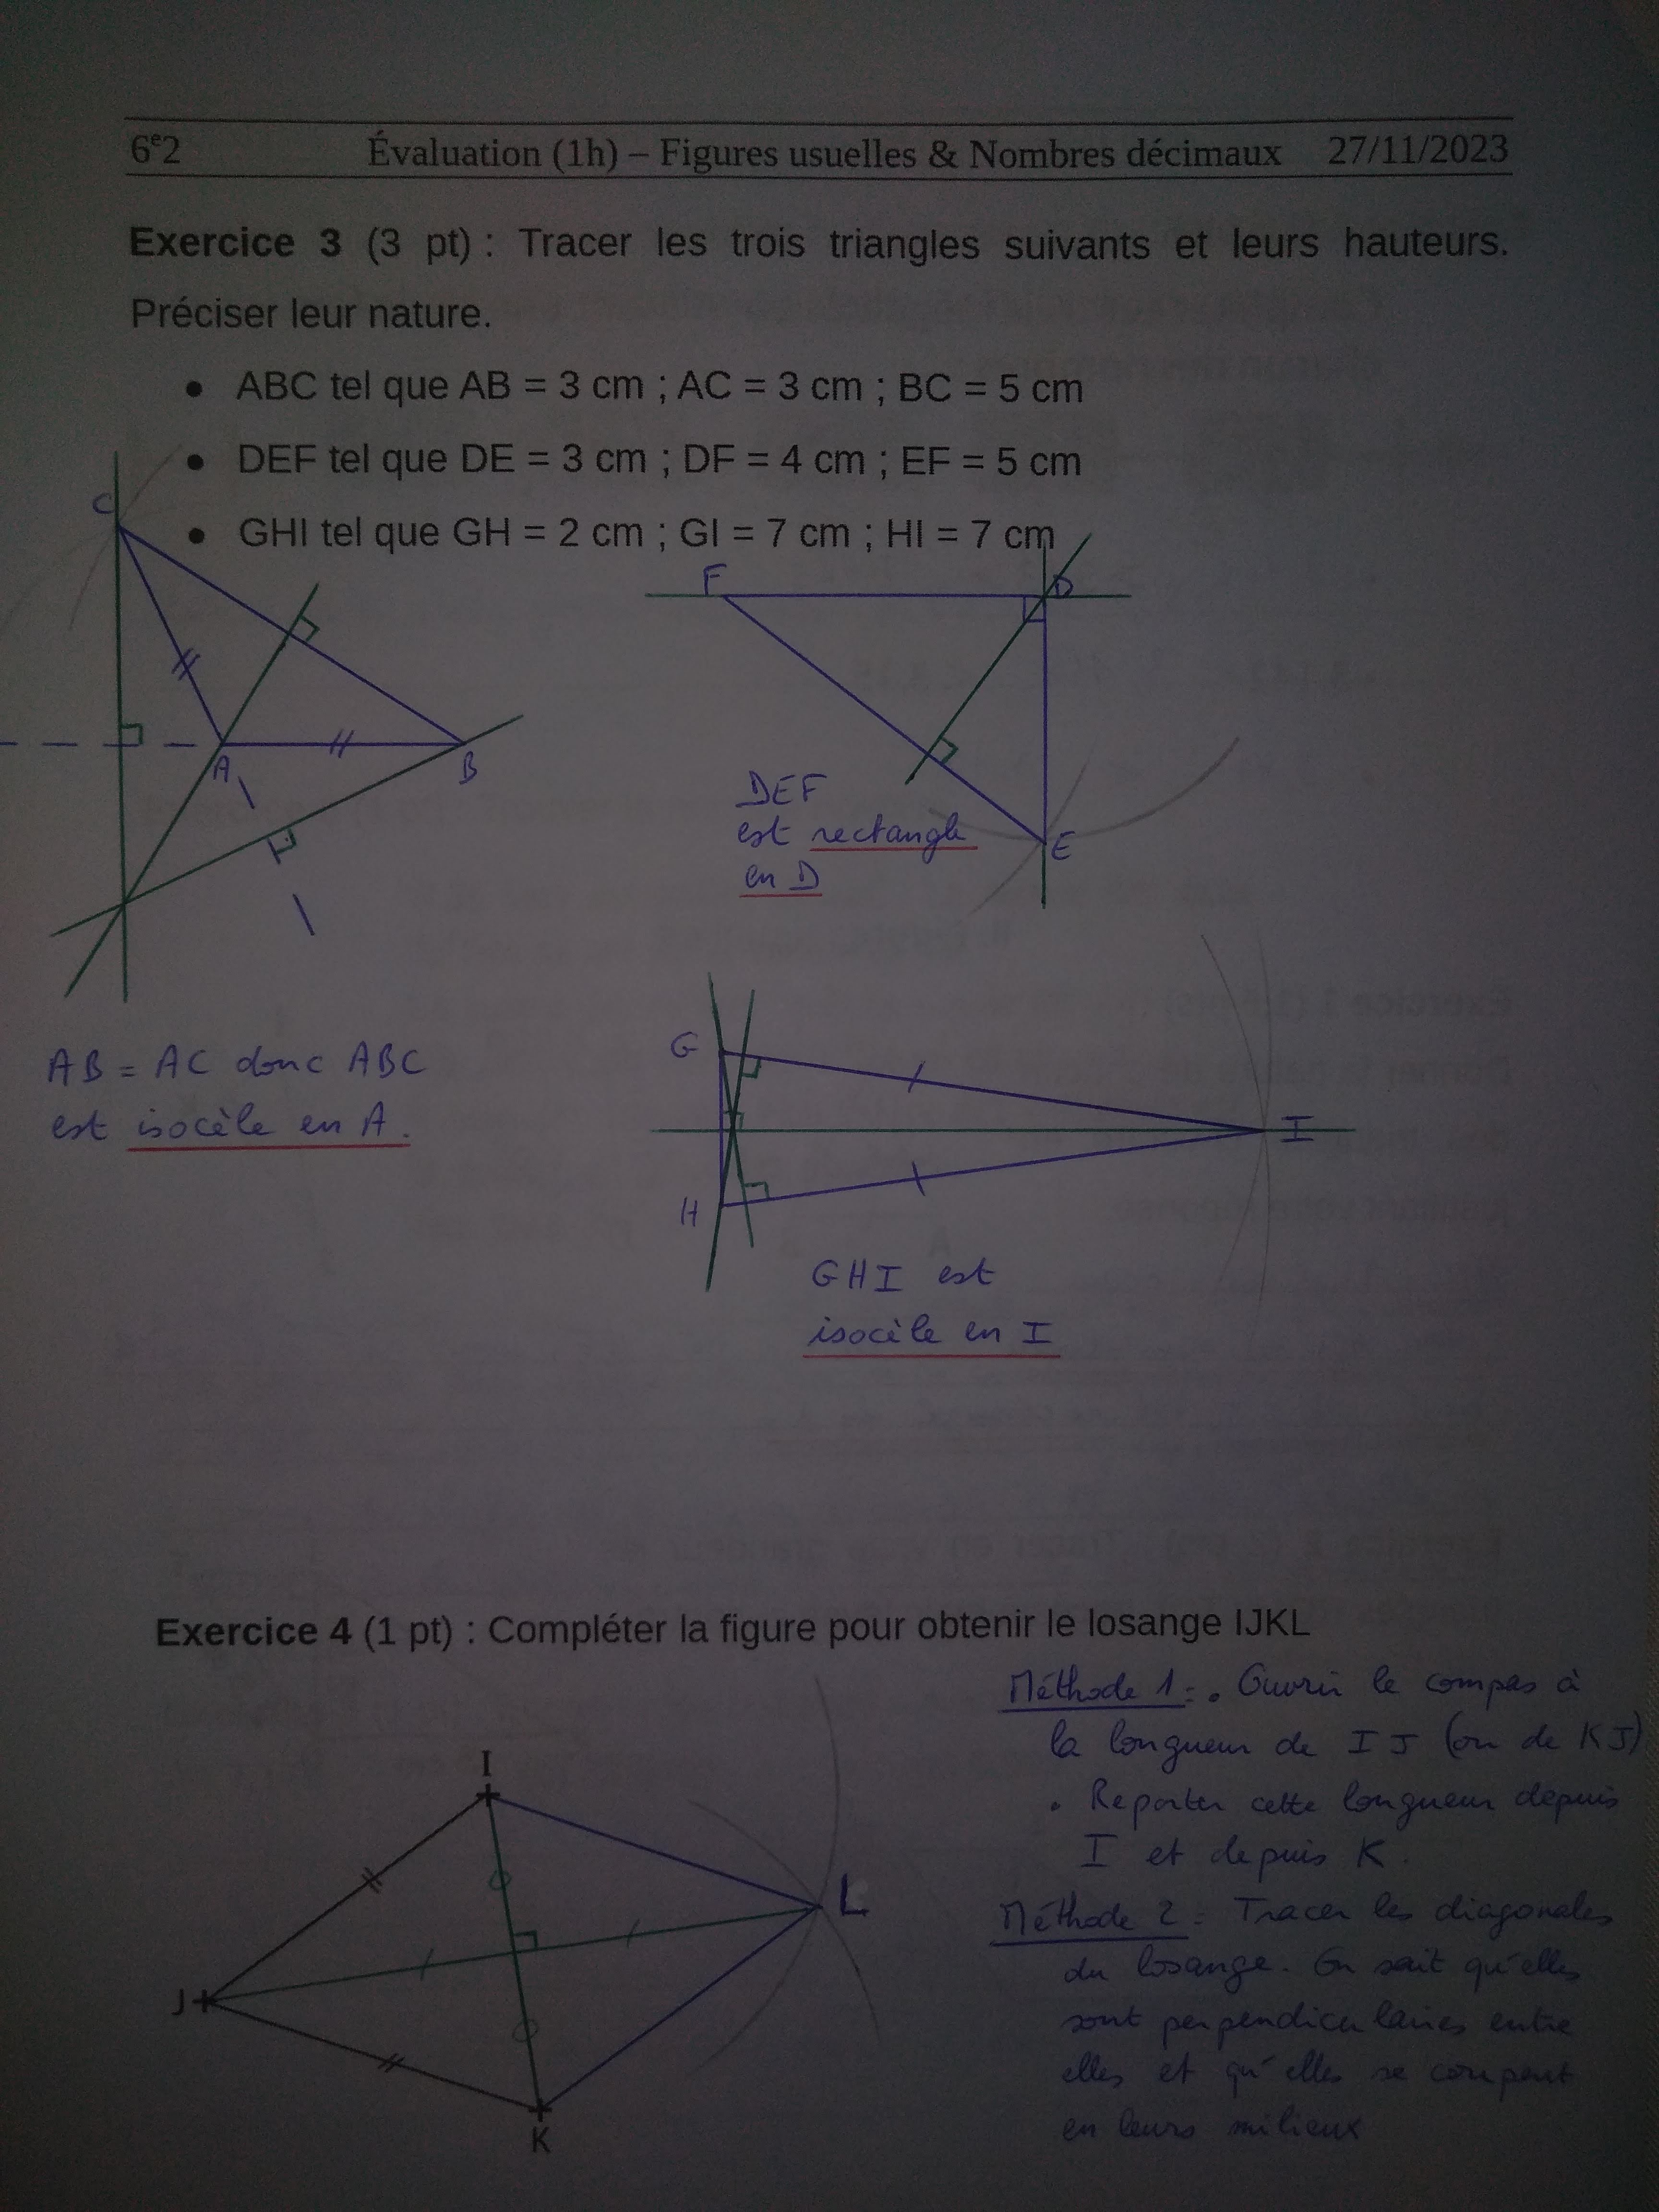 6e2 Évaluation (1h) – Figures usuelles & Nombres décimaux 27/11/2023
Exercice 3 (3 pt) : Tracer les trois triangles suivants et leurs hauteurs.
Préciser leur nature.
• ABC tel que AB = 3 cm ; AC = 3 cm ; BC = 5 cm
• DEF tel que DE = 3 cm ; DF = 4 cm ; EF = 5 cm
• GHI tel que GH = 2 cm ; GI = 7 cm ; HI = 7 cm
C
A
B
F
D
E
DEF
est rectangle
en D
AB = AC donc ABC
est isocèle en A.
G
H
I
GHI est
isocèle en I
Exercice 4 (1 pt) : Compléter la figure pour obtenir le losange IJKL
I
J
K
L
Méthode 1 : • Ouvrir le compas à
la longueur de IJ (ou de KJ)
• Reporter cette longueur depuis
I et depuis K.
Méthode 2 : Tracer les diagonales
du losange. On sait qu'elles
sont perpendiculaires entre
elles et qu'elles se coupent
en leurs milieux